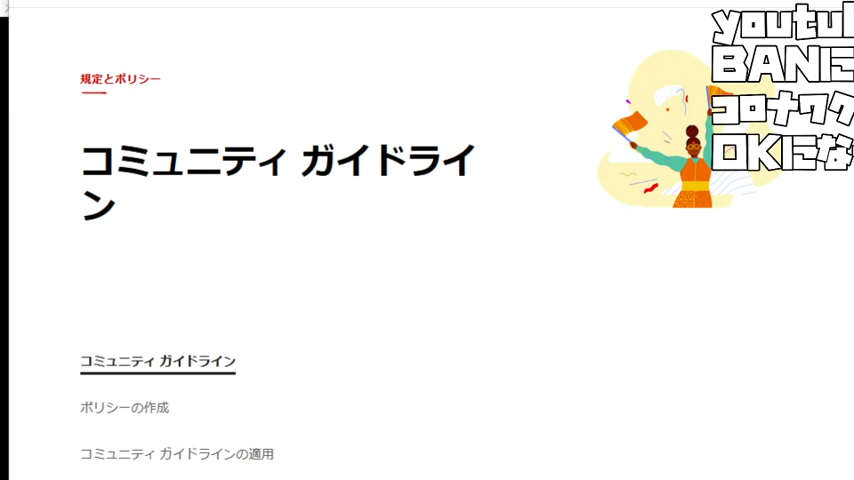 規定とポリシー
コミュニティ ガイドライ
ン
コミュニティ ガイドライン
ポリシーの作成
コミュニティ ガイドラインの適用
youtu
BANに
コロナワク
OKにな